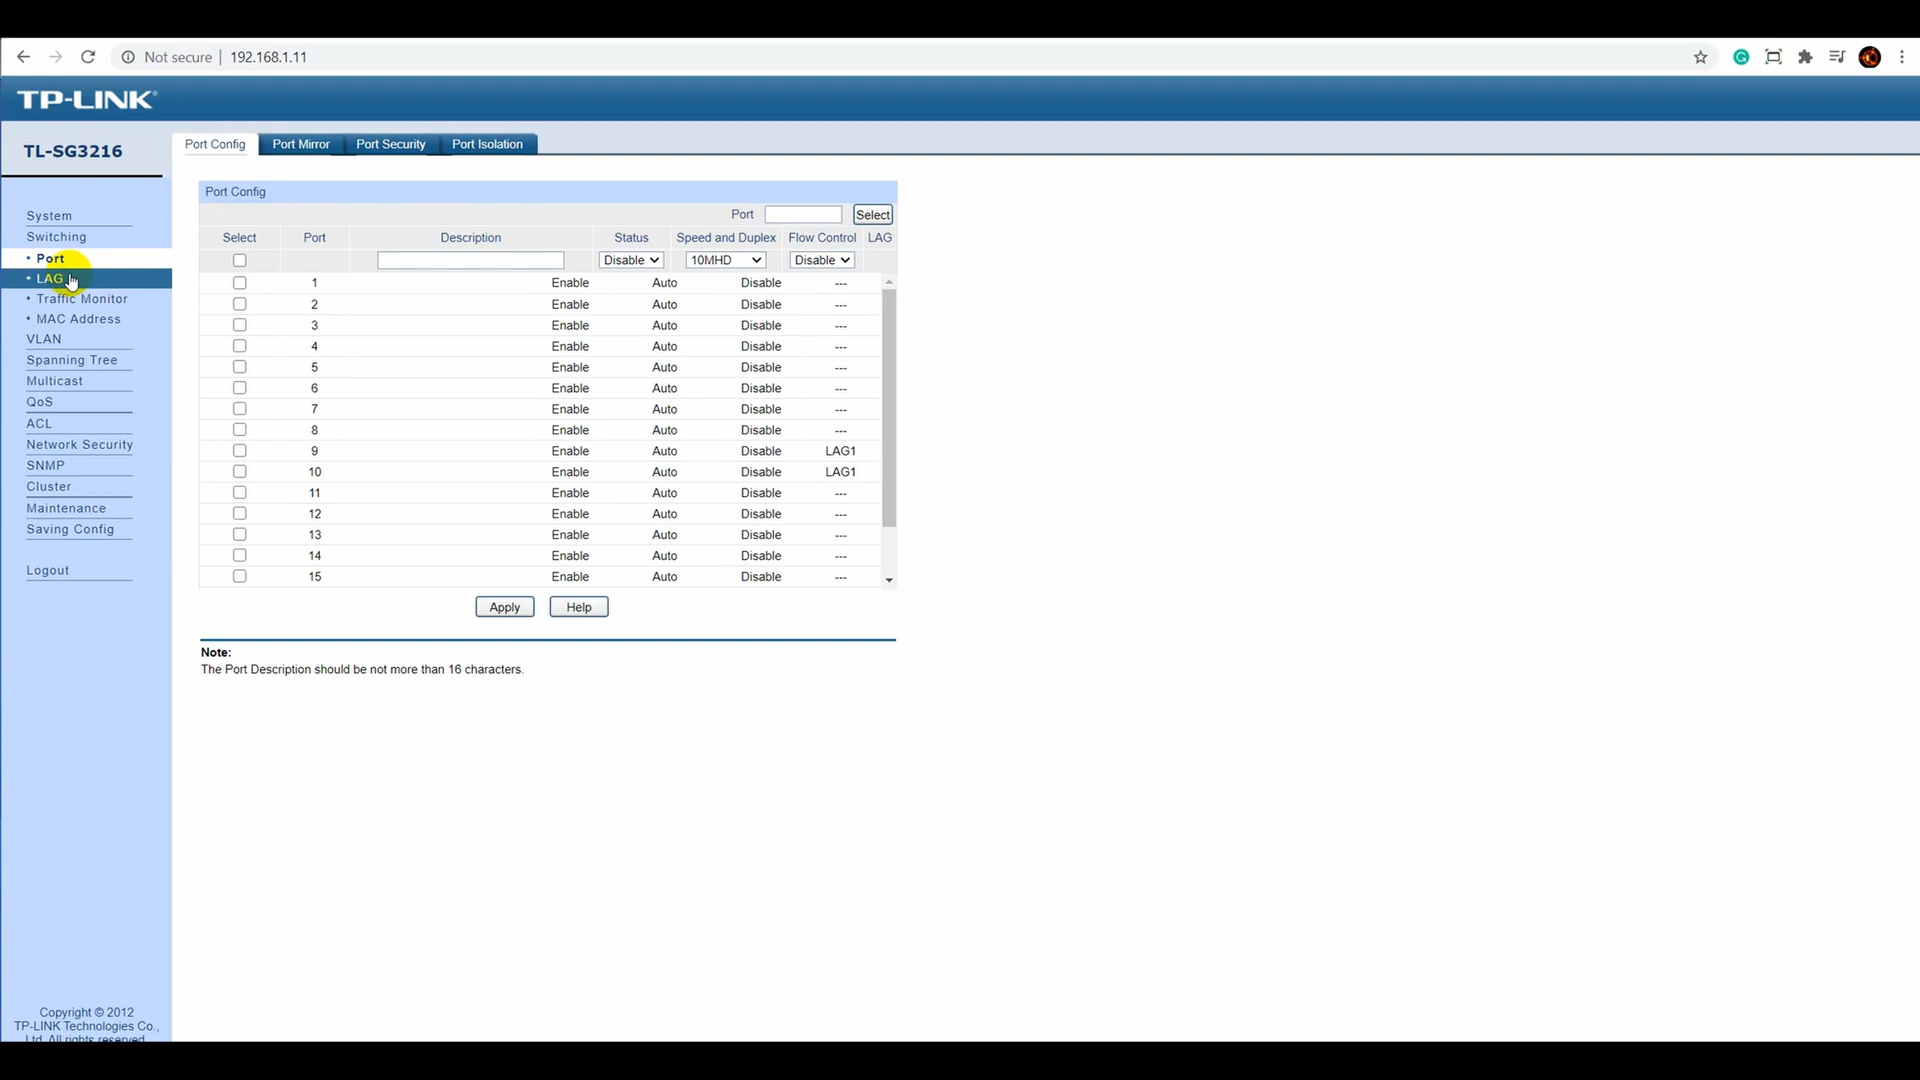 Not secure | 192.168.1.11
TP-LINK®
TL-SG3216
Port Config Port Mirror Port Security Port Isolation
System
Switching
• Port
• LAG
• Traffic Monitor
• MAC Address
VLAN
Spanning Tree
Multicast
QoS
ACL
Network Security
SNMP
Cluster
Maintenance
Saving Config
Logout
Port Config
Port Select
Select Port Description Status Speed and Duplex Flow Control LAG
Disable 10MHD Disable
1 Enable Auto Disable ---
2 Enable Auto Disable ---
3 Enable Auto Disable ---
4 Enable Auto Disable ---
5 Enable Auto Disable ---
6 Enable Auto Disable ---
7 Enable Auto Disable ---
8 Enable Auto Disable ---
9 Enable Auto Disable LAG1
10 Enable Auto Disable LAG1
11 Enable Auto Disable ---
12 Enable Auto Disable ---
13 Enable Auto Disable ---
14 Enable Auto Disable ---
15 Enable Auto Disable ---
Apply Help
Note:
The Port Description should be not more than 16 characters.
Copyright © 2012
TP-LINK Technologies Co.,
Ltd. All rights reserved